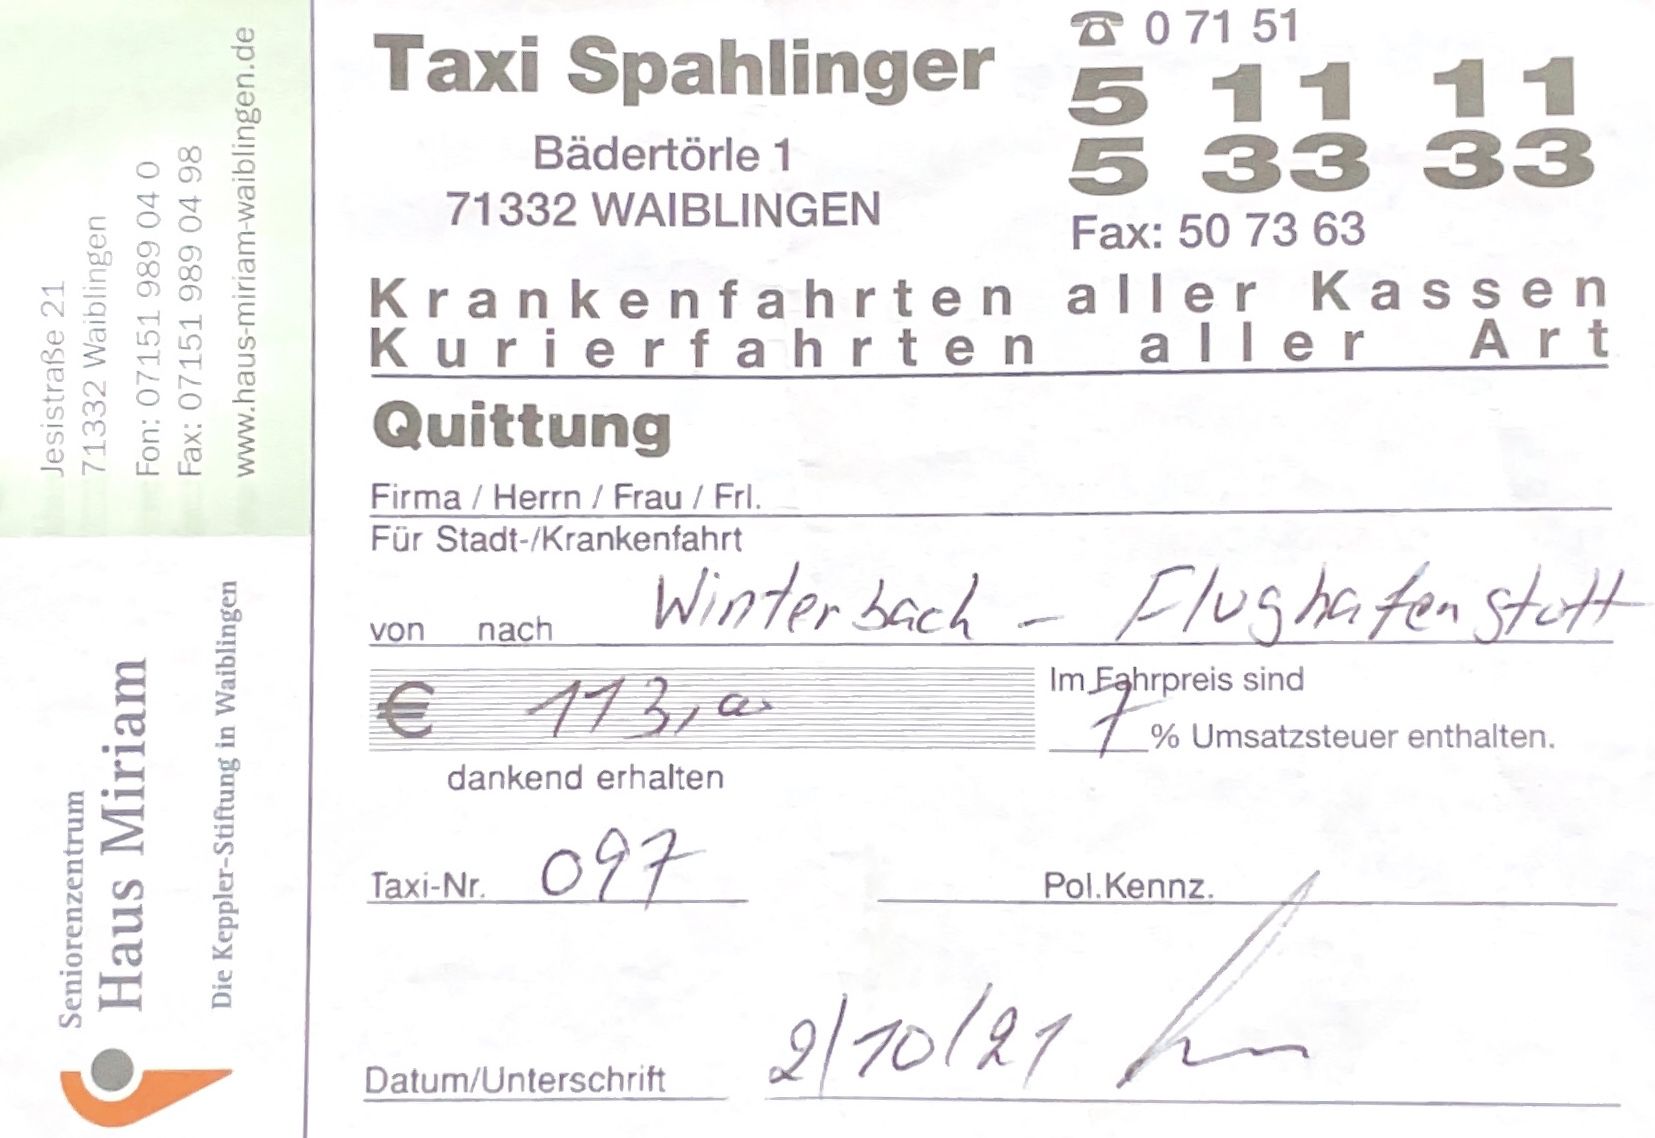 Jesistraße 21
71332 Waiblingen
Fon: 07151 989 04 0
Fax: 07151 989 04 98
www.haus-miriam-waiblingen.de
Seniorenzentrum
Haus Miriam
Die Keppler-Stiftung in Waiblingen
Taxi Spahlinger
Bädertörle 1
71332 WAIBLINGEN
☎ 0 71 51
5 11 11
5 33 33
Fax: 50 73 63
Krankenfahrten aller Kassen
Kurierfahrten aller Art
Quittung
Firma / Herrn / Frau / Frl.
Für Stadt-/Krankenfahrt
von nach Winterbach – Flughafen stgtt
€ 113,00
Im Fahrpreis sind
7 % Umsatzsteuer enthalten.
dankend erhalten
Taxi-Nr. 097
Pol.Kennz.
Datum/Unterschrift 2/10/21